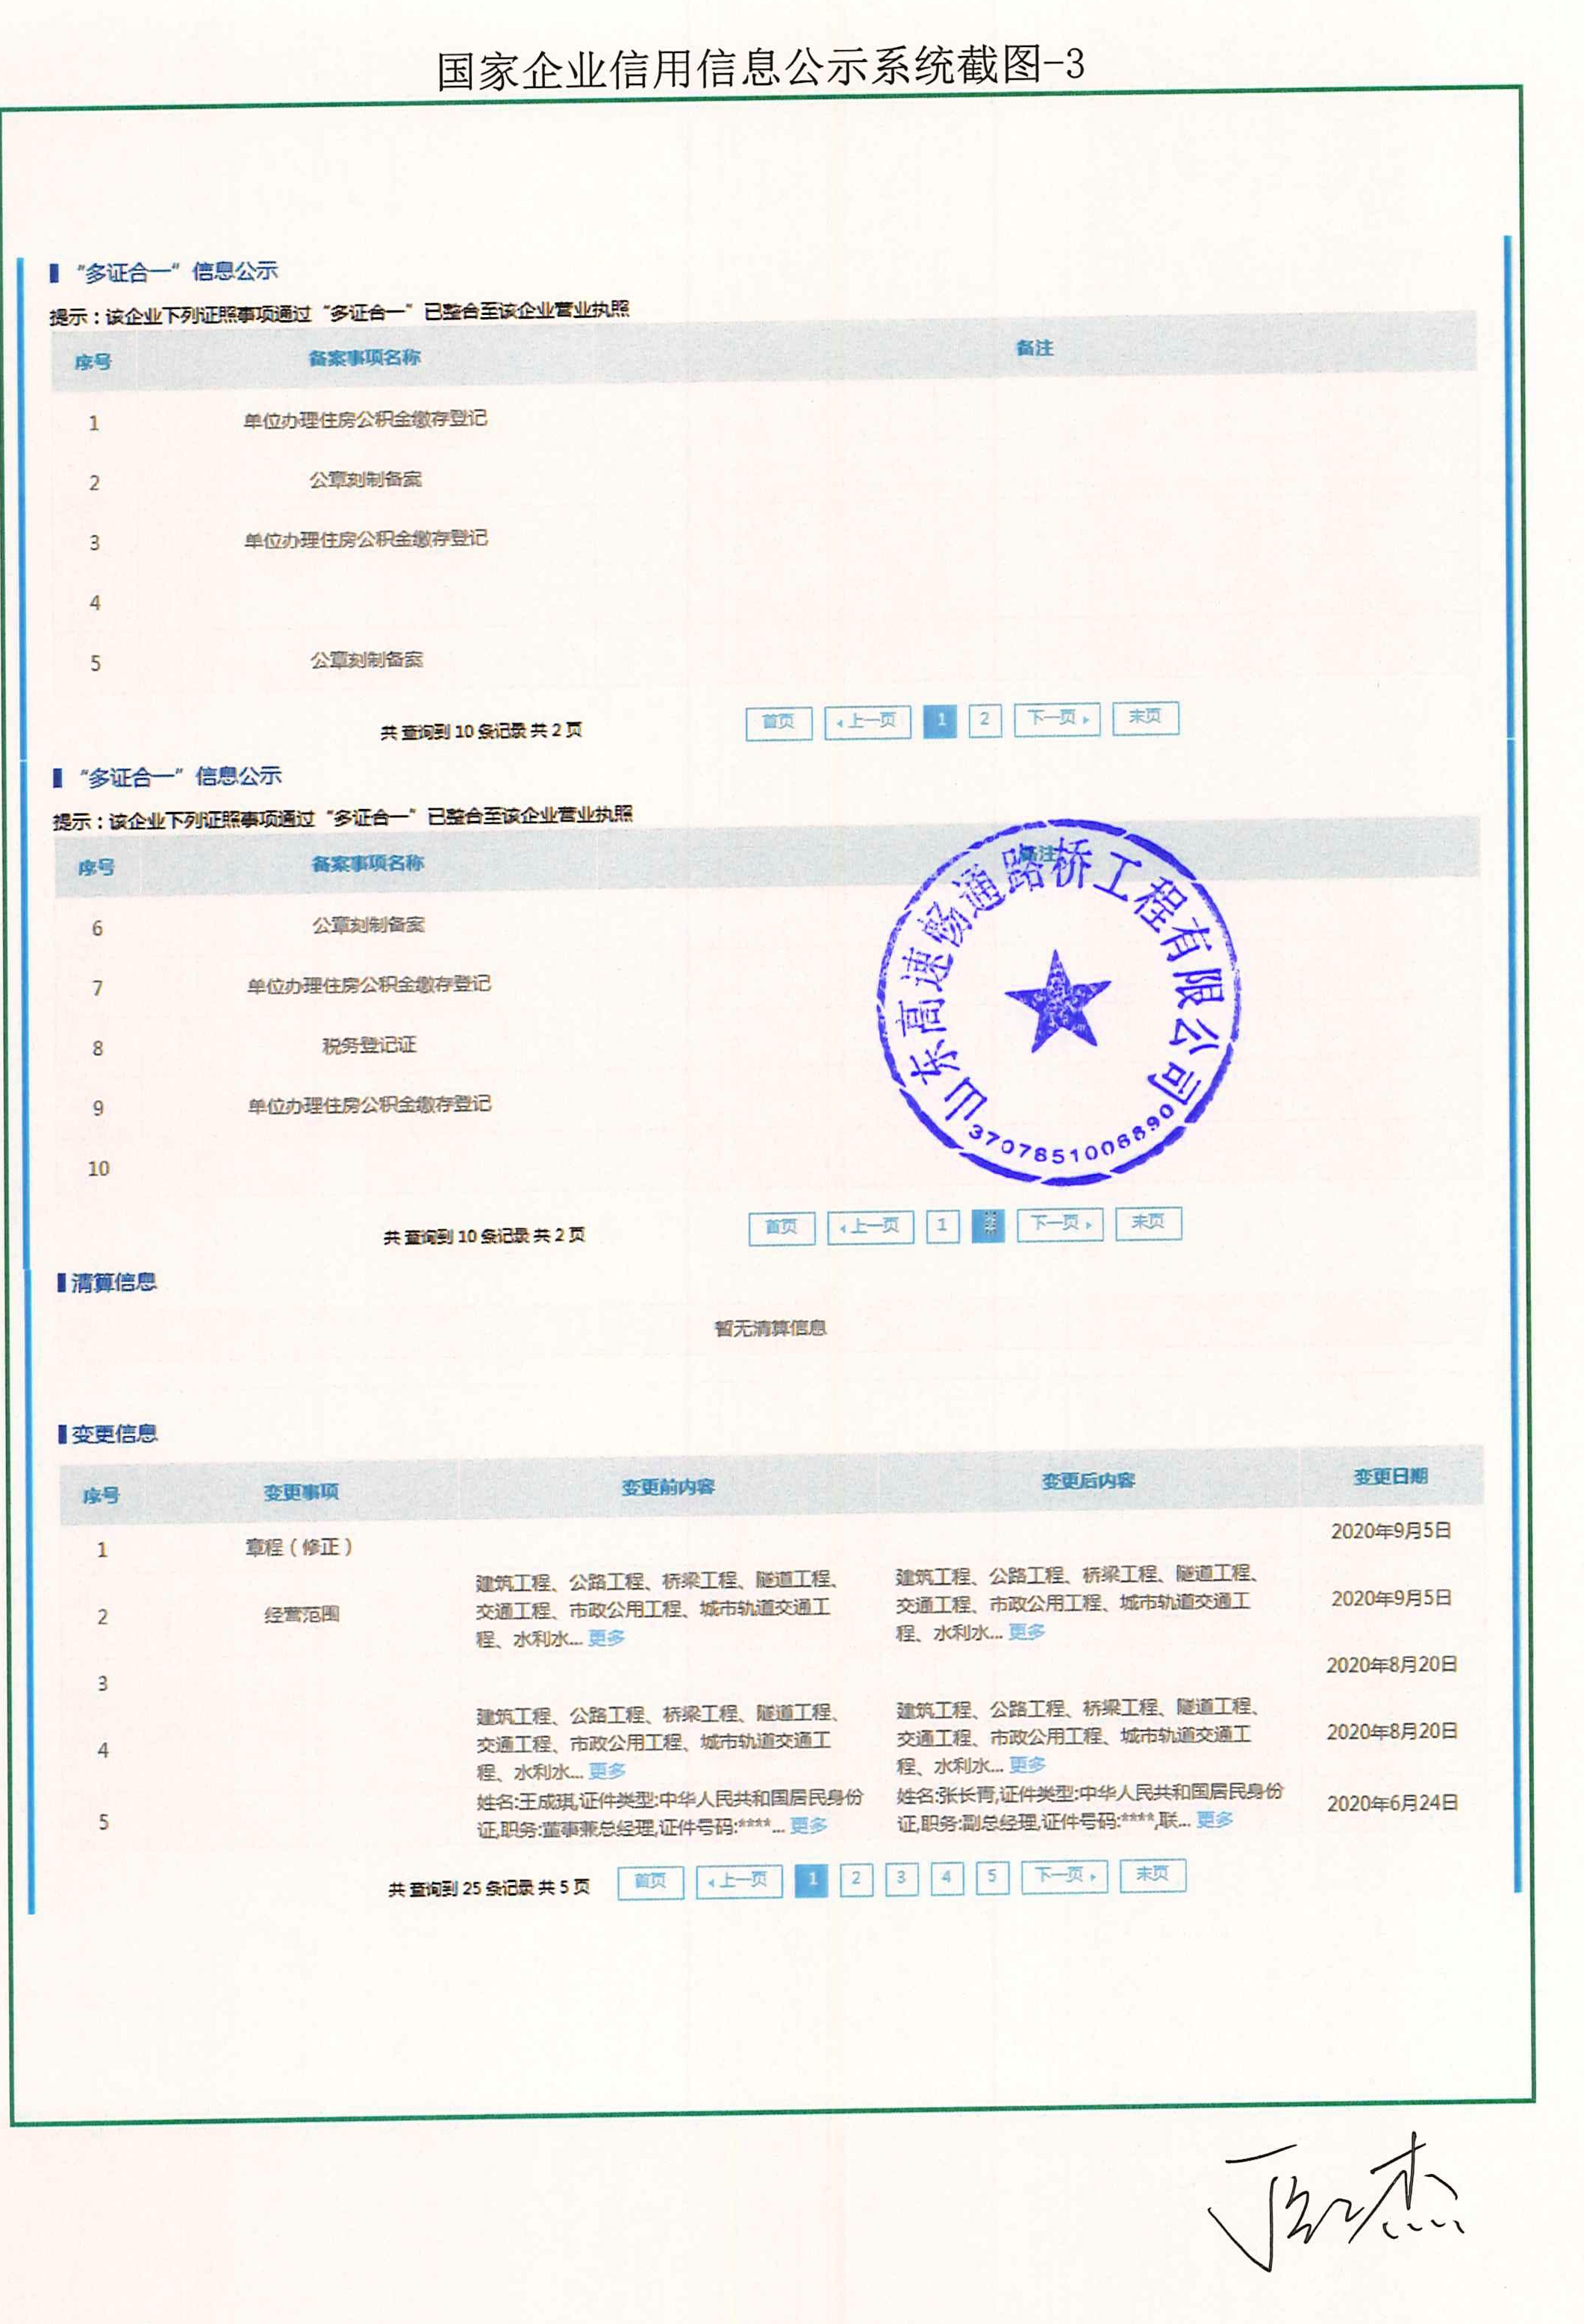 国家企业信用信息公示系统截图-3
“多证合一”信息公示
提示：该企业下列证照事项通过“多证合一”已整合至该企业营业执照
序号 备案事项名称 备注
1 单位办理住房公积金缴存登记
2 公章刻制备案
3 单位办理住房公积金缴存登记
4
5 公章刻制备案
共 查询到 10 条记录 共 2 页 首页 上一页 1 2 下一页 末页
“多证合一”信息公示
提示：该企业下列证照事项通过“多证合一”已整合至该企业营业执照
序号 备案事项名称 备注
6 公章刻制备案
7 单位办理住房公积金缴存登记
8 税务登记证
9 单位办理住房公积金缴存登记
10
山东高速畅通路桥工程有限公司
3707851006890
共 查询到 10 条记录 共 2 页 首页 上一页 1 2 下一页 末页
清算信息
暂无清算信息
变更信息
序号 变更事项 变更前内容 变更后内容 变更日期
1 章程（修正） 2020年9月5日
建筑工程、公路工程、桥梁工程、隧道工程、 建筑工程、公路工程、桥梁工程、隧道工程、
2 经营范围 交通工程、市政公用工程、城市轨道交通工 交通工程、市政公用工程、城市轨道交通工 2020年9月5日
程、水利水... 更多 程、水利水... 更多
3 2020年8月20日
建筑工程、公路工程、桥梁工程、隧道工程、 建筑工程、公路工程、桥梁工程、隧道工程、
4 交通工程、市政公用工程、城市轨道交通工 交通工程、市政公用工程、城市轨道交通工 2020年8月20日
程、水利水... 更多 程、水利水... 更多
姓名:王成琪,证件类型:中华人民共和国居民身份 姓名:张长青,证件类型:中华人民共和国居民身份
5 证,职务:董事兼总经理,证件号码:****... 更多 证,职务:副总经理,证件号码:****,联... 更多 2020年6月24日
共 查询到 25 条记录 共 5 页 首页 上一页 1 2 3 4 5 下一页 末页